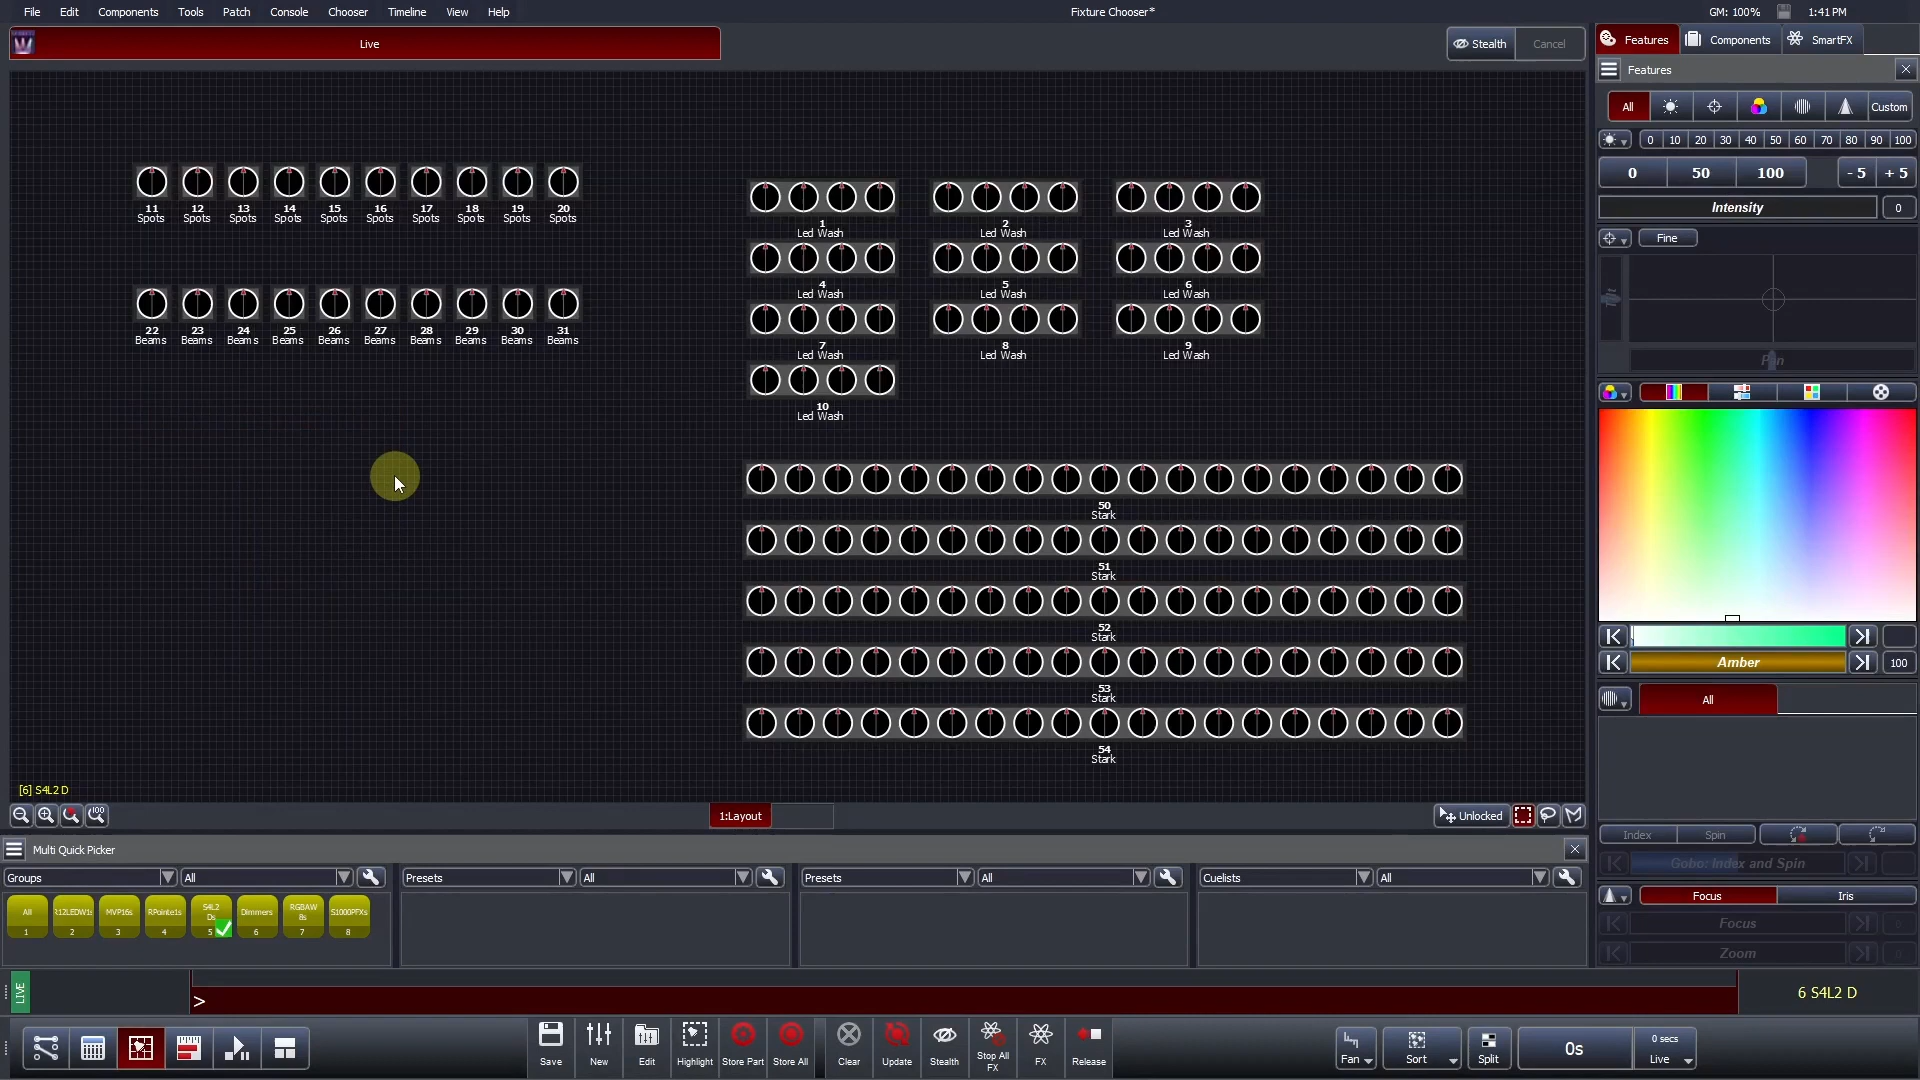 File Edit Components Tools Patch Console Chooser Timeline View Help
Fixture Chooser*
GM: 100% 1:41 PM
Live
Stealth Cancel
Features Components SmartFX
Features
All Custom
0 10 20 30 40 50 60 70 80 90 100
0 50 100 - 5 + 5
Intensity 0
Fine
Pan
11 12 13 14 15 16 17 18 19 20
Spots Spots Spots Spots Spots Spots Spots Spots Spots Spots
22 23 24 25 26 27 28 29 30 31
Beams Beams Beams Beams Beams Beams Beams Beams Beams Beams
1 2 3
Led Wash Led Wash Led Wash
4 5 6
Led Wash Led Wash Led Wash
7 8 9
Led Wash Led Wash Led Wash
10
Led Wash
50
Stark
51
Stark
52
Stark
53
Stark
54
Stark
Amber 100
All
Index Spin
Gobo: Index and Spin
Focus Iris
Focus 0
Zoom
[6] S4L2 D
100
1:Layout
Unlocked
Multi Quick Picker
Groups All Presets All Presets All Cuelists All
All R12LEDW1s MVP16s RPointe1s S4L2 Ds Dimmers RGBAW 8s S1000PFXs
1 2 3 4 5 6 7 8
LIVE
>
6 S4L2 D
Save New Edit Highlight Store Part Store All Clear Update Stealth Stop All FX FX Release
Fan Sort Split 0s 0 secs Live